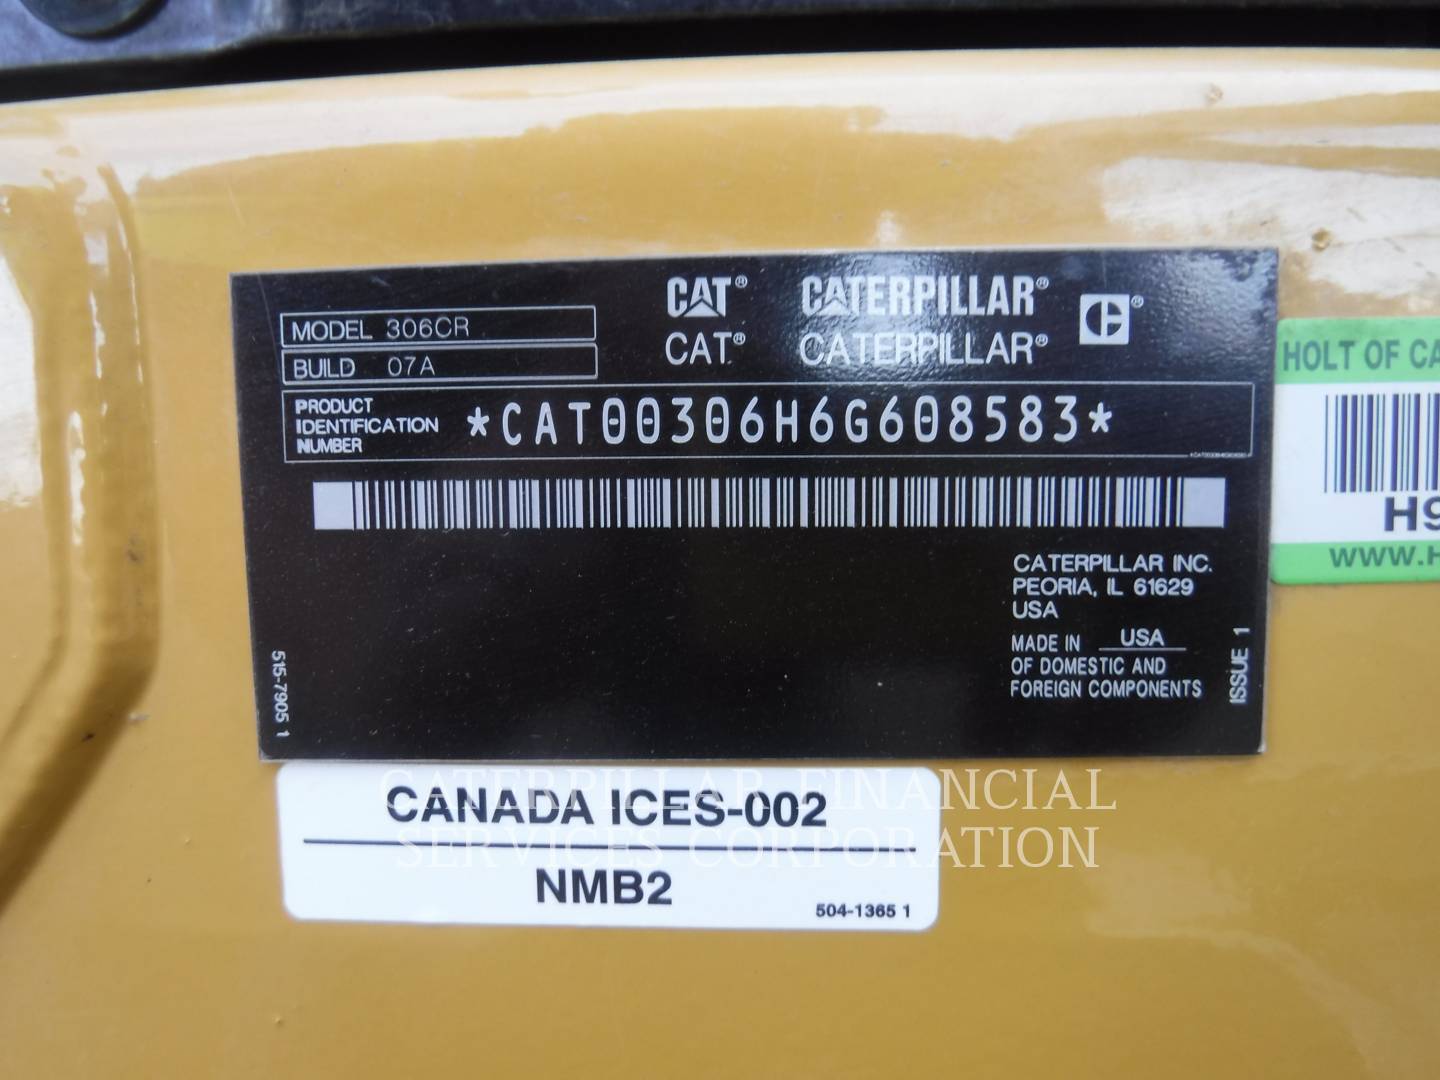 CAT® CATERPILLAR® C®
CAT® CATERPILLAR®
MODEL 306CR
BUILD 07A
PRODUCT IDENTIFICATION NUMBER *CAT00306H6G608583*
CATERPILLAR INC.
PEORIA, IL 61629
USA
MADE IN USA
OF DOMESTIC AND
FOREIGN COMPONENTS
515-7905 1
ISSUE 1
HOLT OF CA
H9
WWW.H
CANADA ICES-002
NMB2
504-1365 1
CATERPILLAR FINANCIAL
SERVICES CORPORATION